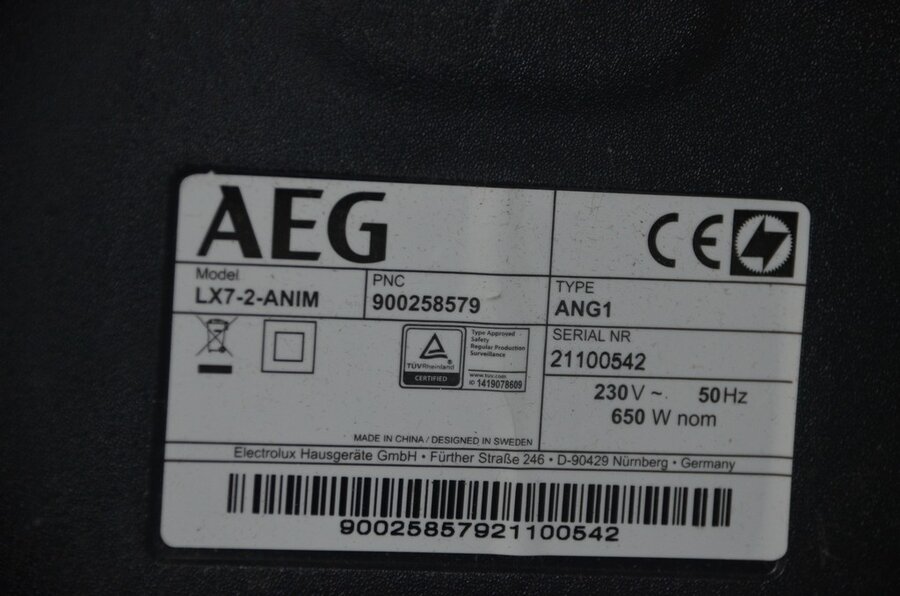 AEG
CE
Model
LX7-2-ANIM
PNC
900258579
TYPE
ANG1
SERIAL NR
21100542
TÜVRheinland
CERTIFIED
Type Approved
Safety
Regular Production
Surveillance
www.tuv.com
ID 1419078609
230V ~ 50Hz
650 W nom
MADE IN CHINA / DESIGNED IN SWEDEN
Electrolux Hausgeräte GmbH • Fürther Straße 246 • D-90429 Nürnberg • Germany
90025857921100542